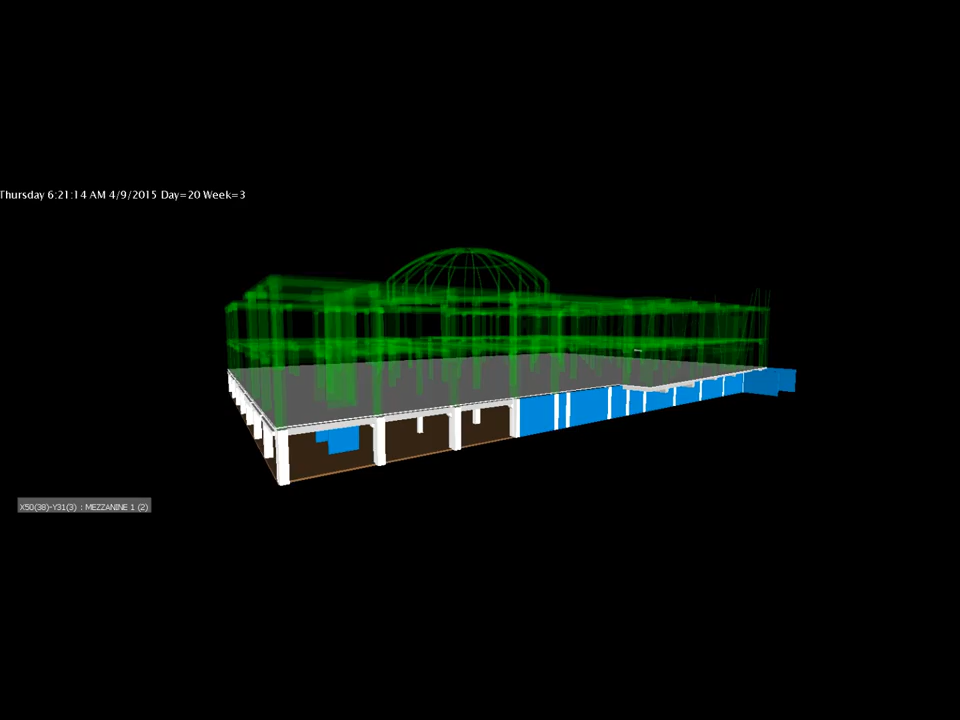 Thursday 6:21:14 AM 4/9/2015 Day=20 Week=3
X50(38)-Y31(3) : MEZZANINE 1 (2)